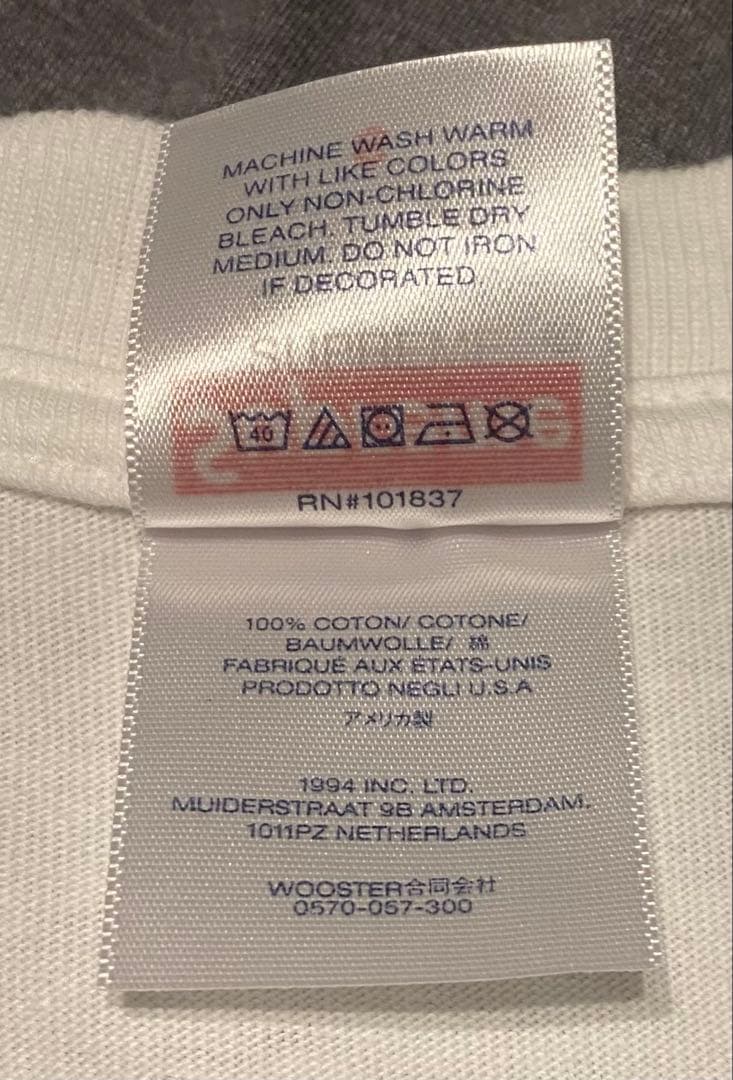 MACHINE WASH WARM
WITH LIKE COLORS
ONLY NON-CHLORINE
BLEACH. TUMBLE DRY
MEDIUM. DO NOT IRON
IF DECORATED.
40
RN#101837
100% COTON/ COTONE/
BAUMWOLLE/ 綿
FABRIQUÉ AUX ÉTATS-UNIS
PRODOTTO NEGLI U.S.A
アメリカ製
1994 INC. LTD.
MUIDERSTRAAT 9B AMSTERDAM.
1011PZ NETHERLANDS
WOOSTER合同会社
0570-057-300